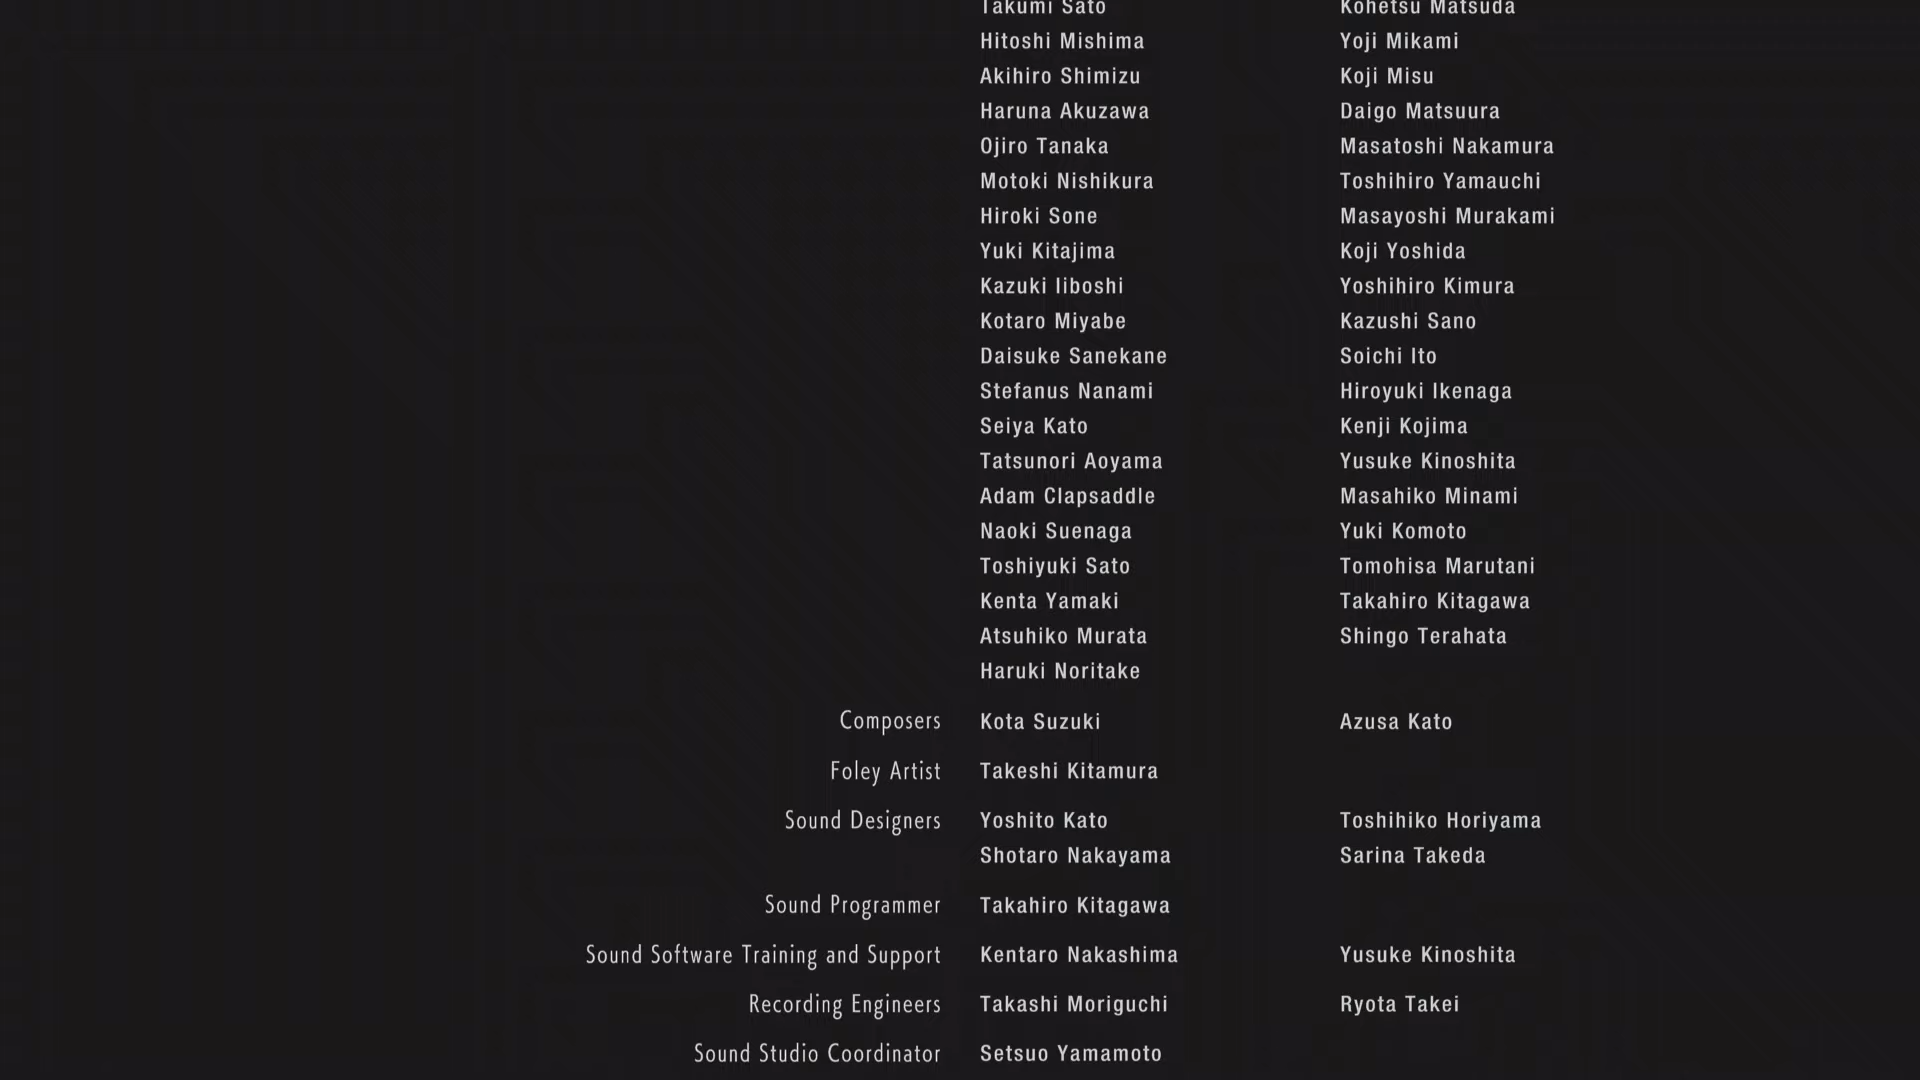 Takumi Sato Kohetsu Matsuda
Hitoshi Mishima Yoji Mikami
Akihiro Shimizu Koji Misu
Haruna Akuzawa Daigo Matsuura
Ojiro Tanaka Masatoshi Nakamura
Motoki Nishikura Toshihiro Yamauchi
Hiroki Sone Masayoshi Murakami
Yuki Kitajima Koji Yoshida
Kazuki Iiboshi Yoshihiro Kimura
Kotaro Miyabe Kazushi Sano
Daisuke Sanekane Soichi Ito
Stefanus Nanami Hiroyuki Ikenaga
Seiya Kato Kenji Kojima
Tatsunori Aoyama Yusuke Kinoshita
Adam Clapsaddle Masahiko Minami
Naoki Suenaga Yuki Komoto
Toshiyuki Sato Tomohisa Marutani
Kenta Yamaki Takahiro Kitagawa
Atsuhiko Murata Shingo Terahata
Haruki Noritake
Composers Kota Suzuki Azusa Kato
Foley Artist Takeshi Kitamura
Sound Designers Yoshito Kato Toshihiko Horiyama
Shotaro Nakayama Sarina Takeda
Sound Programmer Takahiro Kitagawa
Sound Software Training and Support Kentaro Nakashima Yusuke Kinoshita
Recording Engineers Takashi Moriguchi Ryota Takei
Sound Studio Coordinator Setsuo Yamamoto